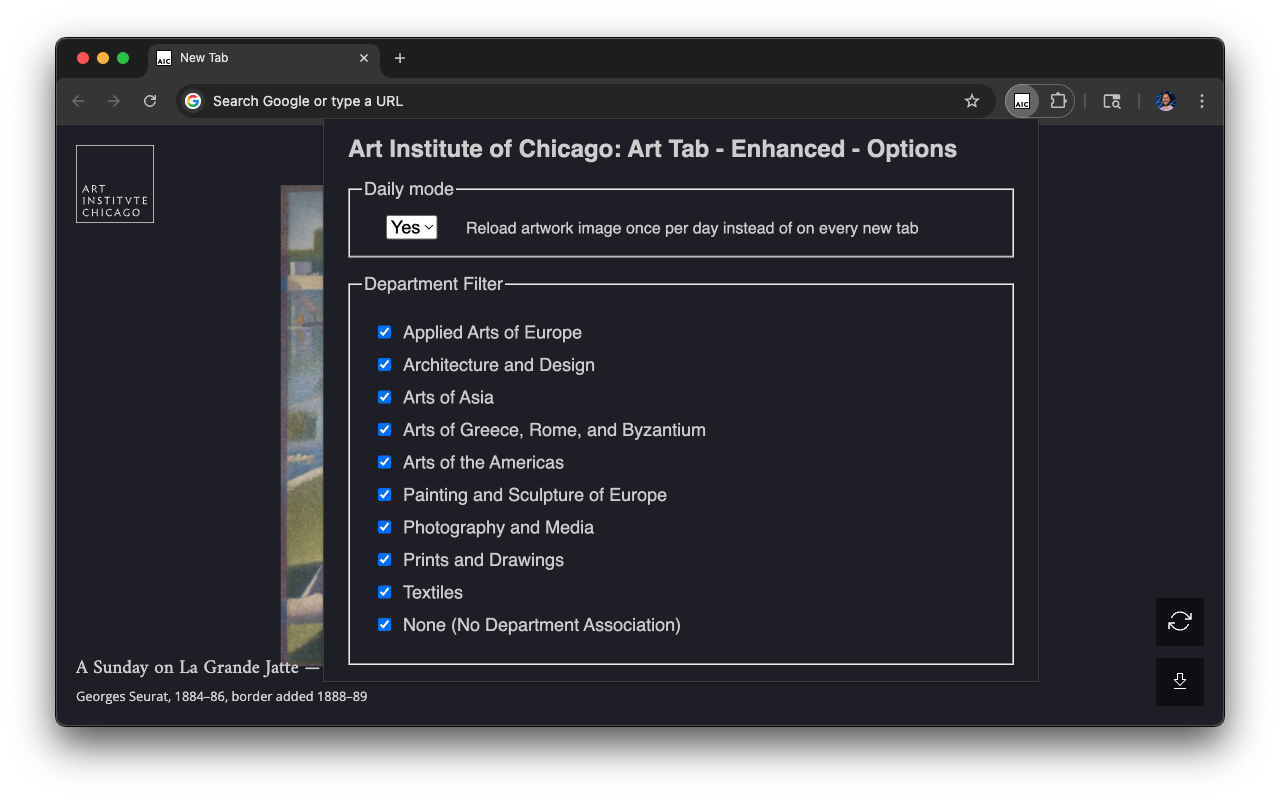 AIC New Tab
Search Google or type a URL
AIC
Art Institute of Chicago: Art Tab - Enhanced - Options
ART
INSTITVTE
CHICAGO
Daily mode
Yes Reload artwork image once per day instead of on every new tab
Department Filter
Applied Arts of Europe
Architecture and Design
Arts of Asia
Arts of Greece, Rome, and Byzantium
Arts of the Americas
Painting and Sculpture of Europe
Photography and Media
Prints and Drawings
Textiles
None (No Department Association)
A Sunday on La Grande Jatte —
Georges Seurat, 1884–86, border added 1888–89